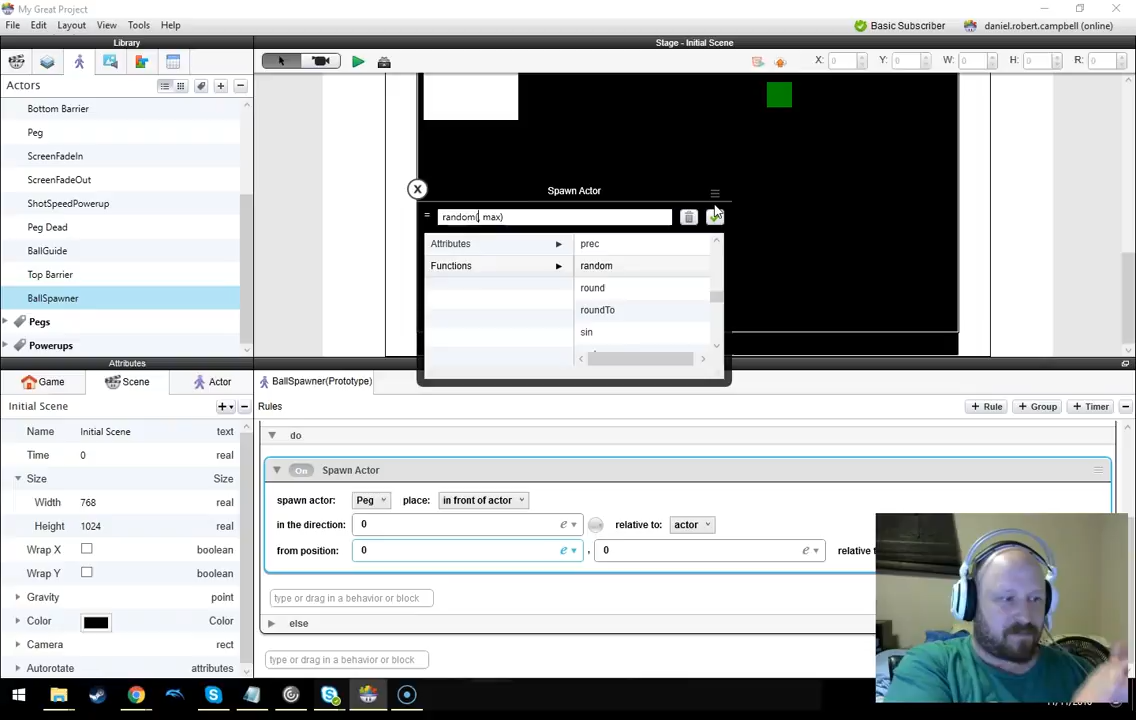 My Great Project
File Edit Layout View Tools Help
Basic Subscriber daniel.robert.campbell (online)
Library
Stage - Initial Scene
X: 0 Y: 0 W: 0 H: 0 R: 0
Actors
Bottom Barrier
Peg
ScreenFadeIn
ScreenFadeOut
ShotSpeedPowerup
Peg Dead
BallGuide
Top Barrier
BallSpawner
Pegs
Powerups
X
Spawn Actor
= random(, max)
Attributes
Functions
prec
random
round
roundTo
sin
Attributes
Game Scene Actor
Initial Scene
Name Initial Scene text
Time 0 real
Size Size
Width 768 real
Height 1024 real
Wrap X boolean
Wrap Y boolean
Gravity point
Color Color
Camera rect
Autorotate attributes
BallSpawner(Prototype)
Rules
+ Rule + Group + Timer
do
On Spawn Actor
spawn actor: Peg place: in front of actor
in the direction: 0 e relative to: actor
from position: 0 e , 0 e
type or drag in a behavior or block
else
type or drag in a behavior or block